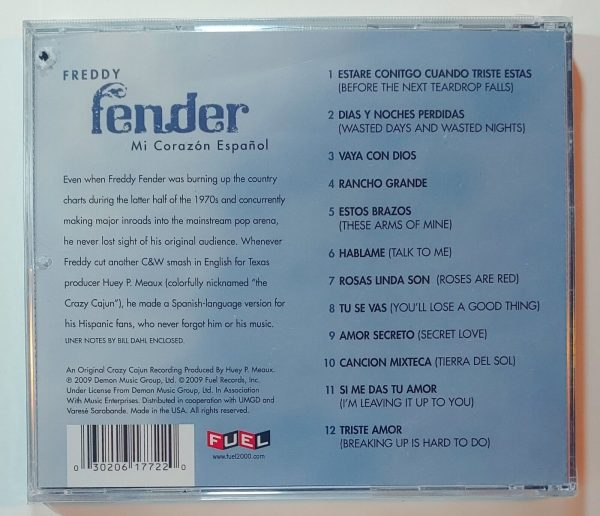 FREDDY
fender
Mi Corazón Español
Even when Freddy Fender was burning up the country
charts during the latter half of the 1970s and concurrently
making major inroads into the mainstream pop arena,
he never lost sight of his original audience. Whenever
Freddy cut another C&W smash in English for Texas
producer Huey P. Meaux (colorfully nicknamed "the
Crazy Cajun"), he made a Spanish-language version for
his Hispanic fans, who never forgot him or his music.
LINER NOTES BY BILL DAHL ENCLOSED.
An Original Crazy Cajun Recording Produced By Huey P. Meaux.
℗ 2009 Demon Music Group, Ltd. © 2009 Fuel Records, Inc.
Under License From Demon Music Group, Ltd. In Association
With Music Enterprises. Distributed in cooperation with UMGD and
Varesè Sarabande. Made in the USA. All rights reserved.
0 30206 17722 0
FUEL
www.fuel2000.com
1 ESTARE CONITGO CUANDO TRISTE ESTAS
(BEFORE THE NEXT TEARDROP FALLS)
2 DIAS Y NOCHES PERDIDAS
(WASTED DAYS AND WASTED NIGHTS)
3 VAYA CON DIOS
4 RANCHO GRANDE
5 ESTOS BRAZOS
(THESE ARMS OF MINE)
6 HABLAME (TALK TO ME)
7 ROSAS LINDA SON (ROSES ARE RED)
8 TU SE VAS (YOU'LL LOSE A GOOD THING)
9 AMOR SECRETO (SECRET LOVE)
10 CANCION MIXTECA (TIERRA DEL SOL)
11 SI ME DAS TU AMOR
(I'M LEAVING IT UP TO YOU)
12 TRISTE AMOR
(BREAKING UP IS HARD TO DO)